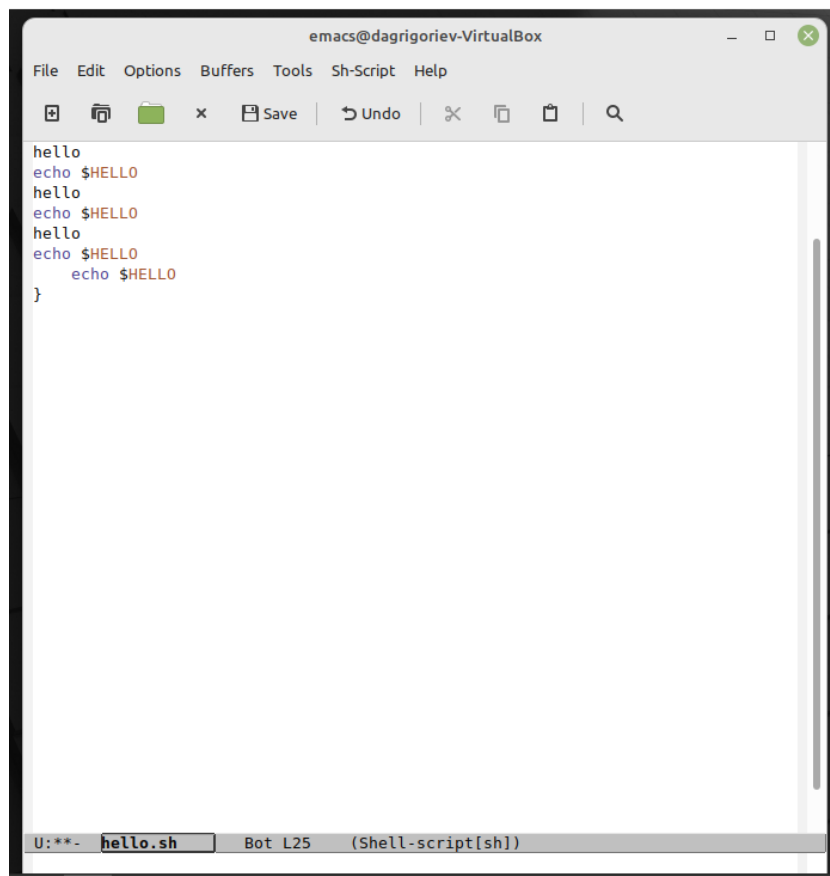 emacs@dagrigoriev-VirtualBox
File Edit Options Buffers Tools Sh-Script Help
Save Undo
hello
echo $HELLO
hello
echo $HELLO
hello
echo $HELLO
    echo $HELLO
}
U:**- hello.sh Bot L25 (Shell-script[sh])